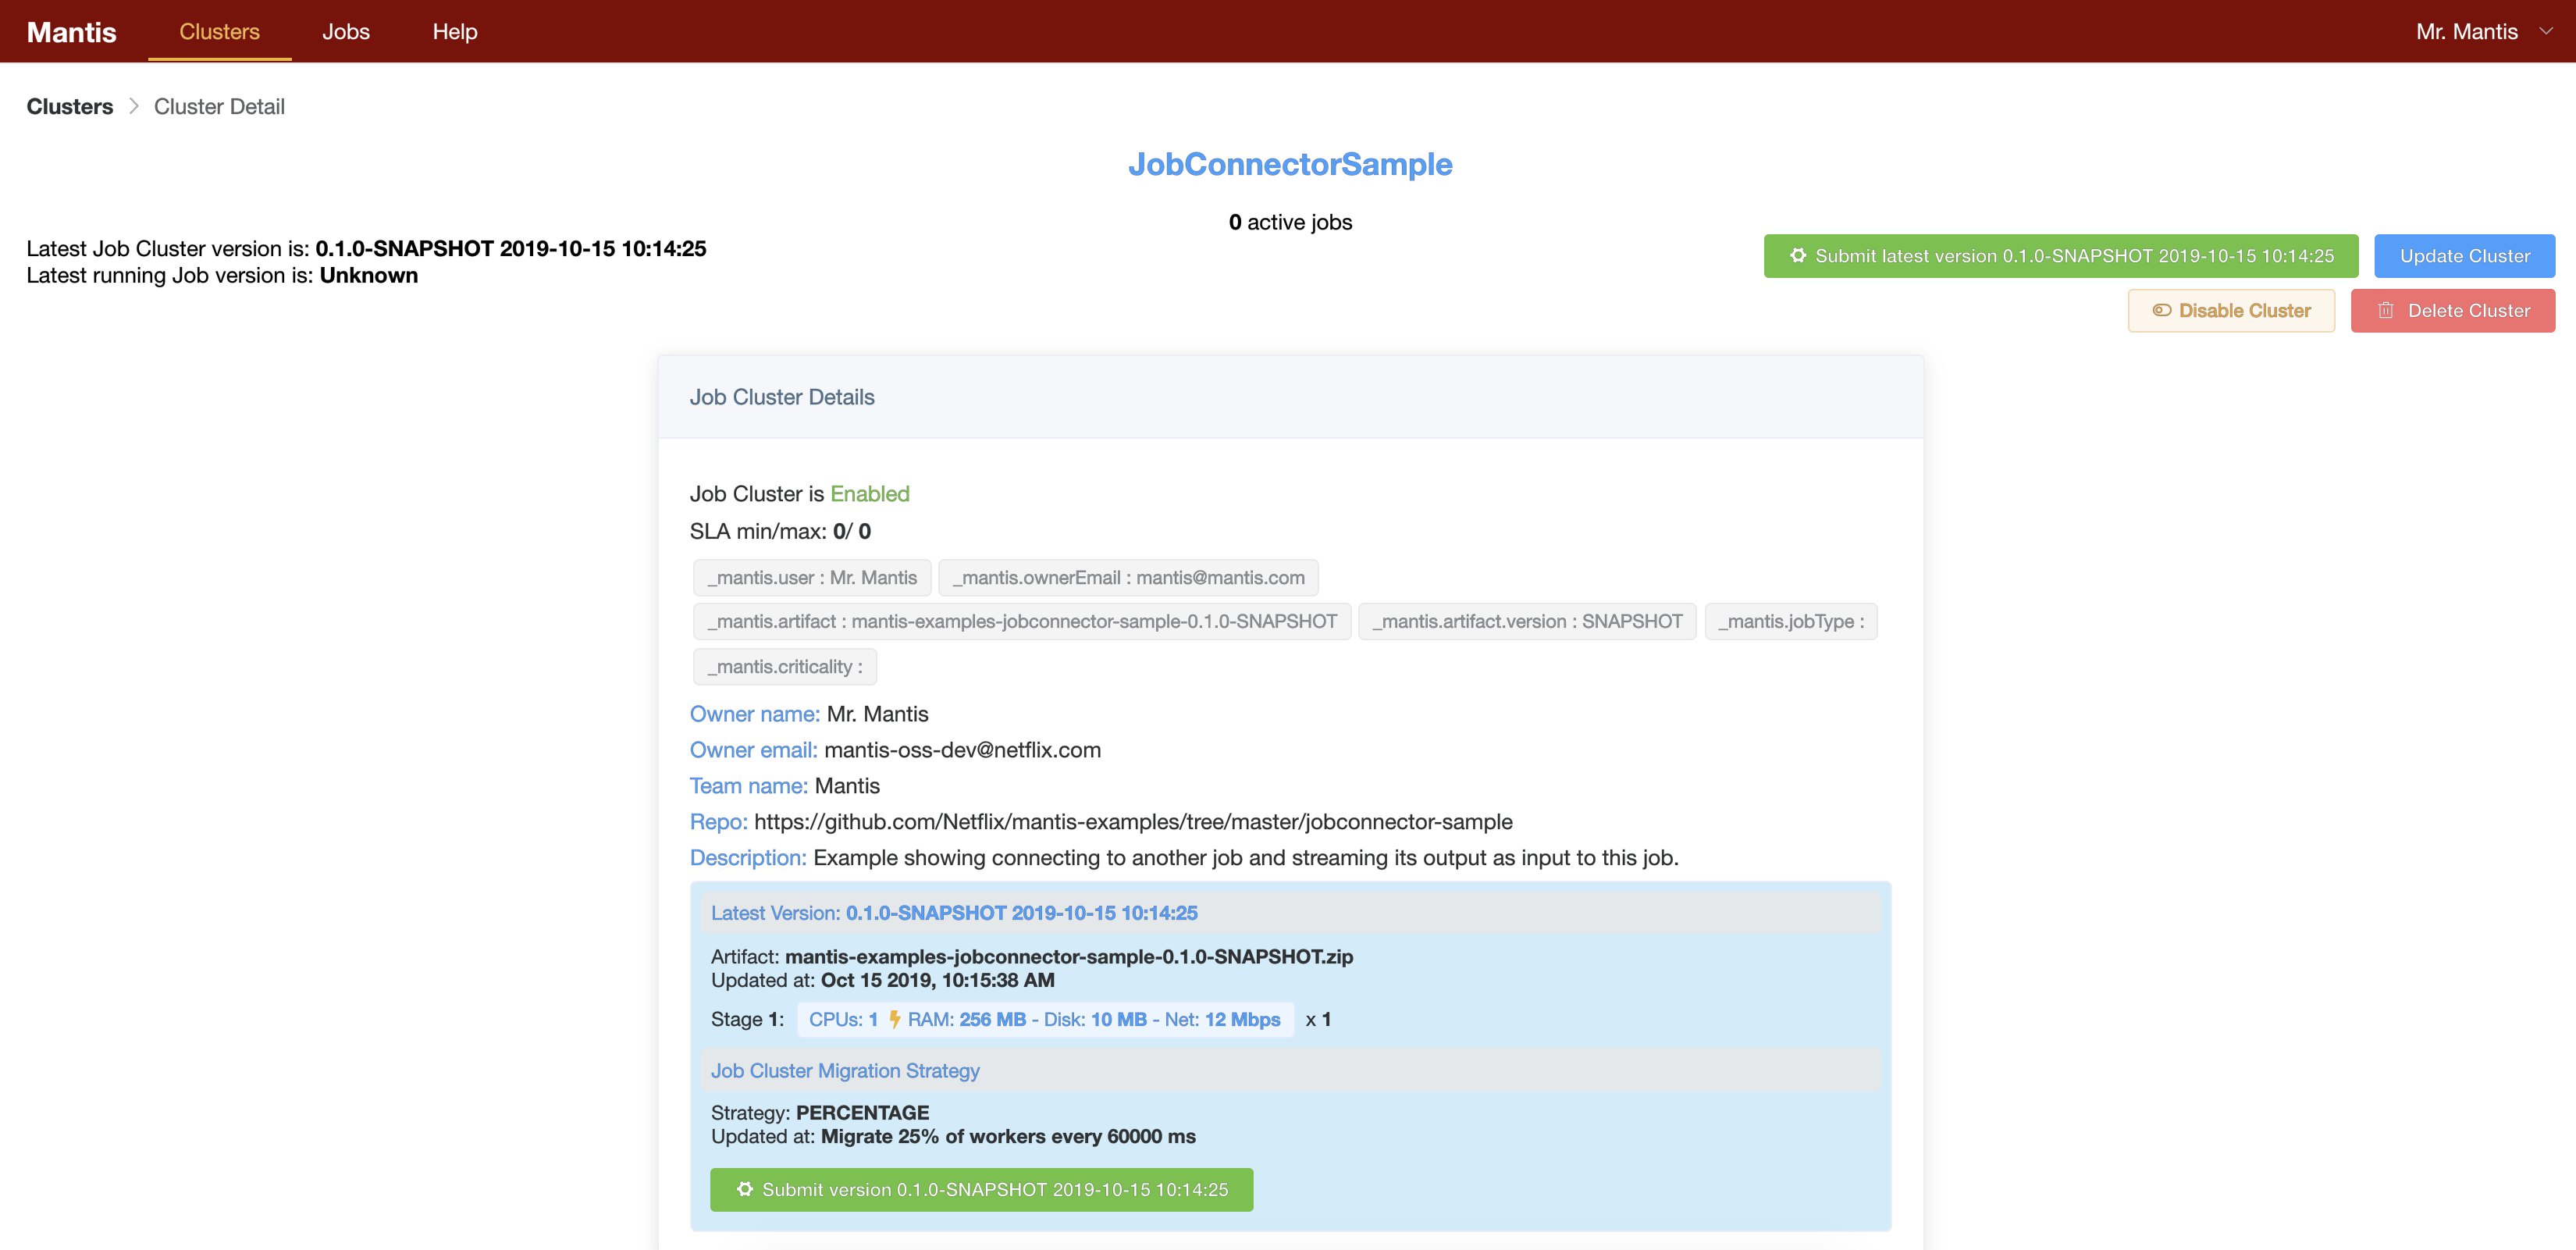 Mantis Clusters Jobs Help Mr. Mantis
Clusters > Cluster Detail
JobConnectorSample
0 active jobs
Latest Job Cluster version is: 0.1.0-SNAPSHOT 2019-10-15 10:14:25
Latest running Job version is: Unknown
Submit latest version 0.1.0-SNAPSHOT 2019-10-15 10:14:25 Update Cluster
Disable Cluster Delete Cluster
Job Cluster Details
Job Cluster is Enabled
SLA min/max: 0/ 0
_mantis.user : Mr. Mantis _mantis.ownerEmail : mantis@mantis.com
_mantis.artifact : mantis-examples-jobconnector-sample-0.1.0-SNAPSHOT _mantis.artifact.version : SNAPSHOT _mantis.jobType :
_mantis.criticality :
Owner name: Mr. Mantis
Owner email: mantis-oss-dev@netflix.com
Team name: Mantis
Repo: https://github.com/Netflix/mantis-examples/tree/master/jobconnector-sample
Description: Example showing connecting to another job and streaming its output as input to this job.
Latest Version: 0.1.0-SNAPSHOT 2019-10-15 10:14:25
Artifact: mantis-examples-jobconnector-sample-0.1.0-SNAPSHOT.zip
Updated at: Oct 15 2019, 10:15:38 AM
Stage 1: CPUs: 1 ⚡ RAM: 256 MB - Disk: 10 MB - Net: 12 Mbps x 1
Job Cluster Migration Strategy
Strategy: PERCENTAGE
Updated at: Migrate 25% of workers every 60000 ms
Submit version 0.1.0-SNAPSHOT 2019-10-15 10:14:25